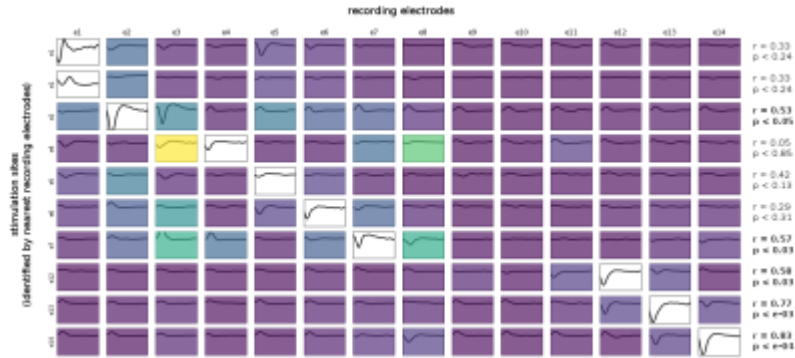 recording electrodes
e1 e2 e3 e4 e5 e6 e7 e8 e9 e10 e11 e12 e13 e14
stimulation sites
(identified by nearest recording electrodes)
r = 0.33
p < 0.24
r = 0.33
p < 0.24
r = 0.53
p < 0.05
r = 0.05
p < 0.85
r = 0.42
p < 0.13
r = 0.29
p < 0.31
r = 0.57
p < 0.03
r = 0.58
p < 0.03
r = 0.77
p < e-03
r = 0.83